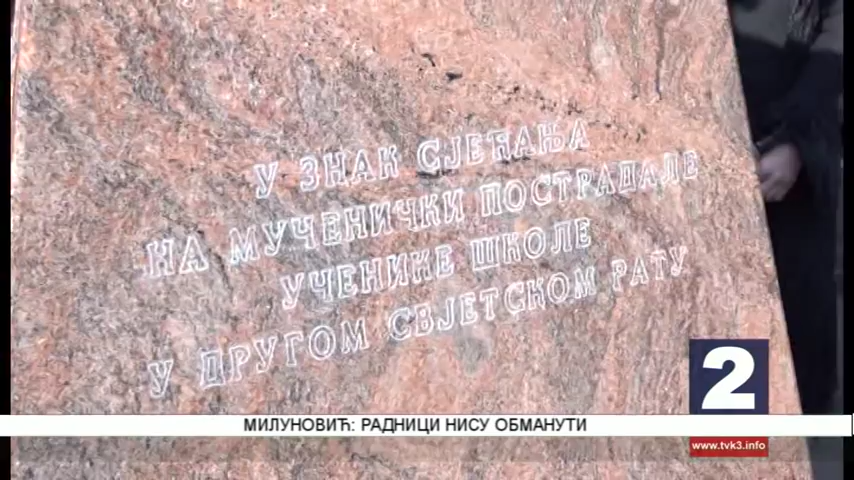 У ЗНАК СЈЕЋАЊА
НА МУЧЕНИЧКИ ПОСТРАДАЛЕ
УЧЕНИКЕ ШКОЛЕ
У ДРУГОМ СВЈЕТСКОМ РАТУ
2
МИЛУНОВИЋ: РАДНИЦИ НИСУ ОБМАНУТИ
www.tvk3.info